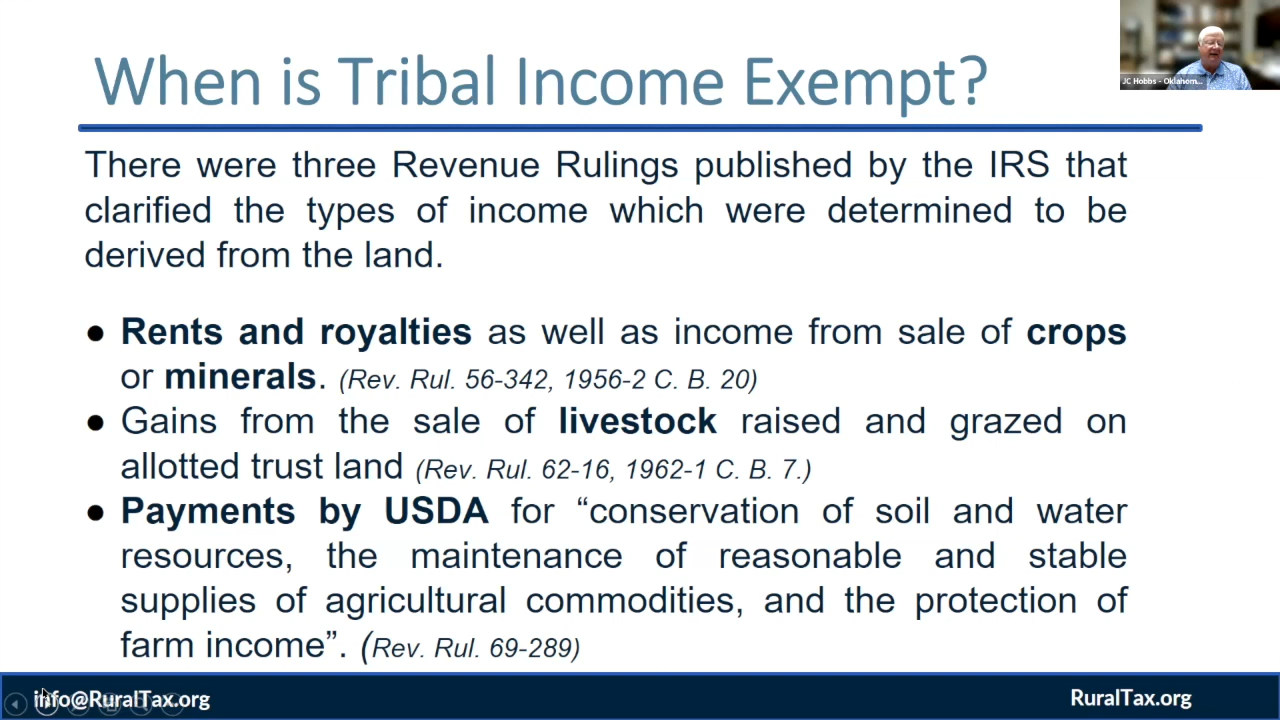 When is Tribal Income Exempt?
JC Hobbs - Oklahom...
There were three Revenue Rulings published by the IRS that
clarified the types of income which were determined to be
derived from the land.
● Rents and royalties as well as income from sale of crops
or minerals. (Rev. Rul. 56-342, 1956-2 C. B. 20)
● Gains from the sale of livestock raised and grazed on
allotted trust land (Rev. Rul. 62-16, 1962-1 C. B. 7.)
● Payments by USDA for “conservation of soil and water
resources, the maintenance of reasonable and stable
supplies of agricultural commodities, and the protection of
farm income”. (Rev. Rul. 69-289)
info@RuralTax.org
RuralTax.org